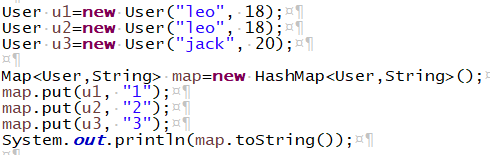 User u1=new User("leo", 18);¤¶
User u2=new User("leo", 18);¤¶
User u3=new User("jack", 20);¤¶
¤¶
Map<User,String> map=new HashMap<User,String>();¤¶
map.put(u1, "1");¤¶
map.put(u2, "2");¤¶
map.put(u3, "3");¤¶
System.out.println(map.toString());¤¶